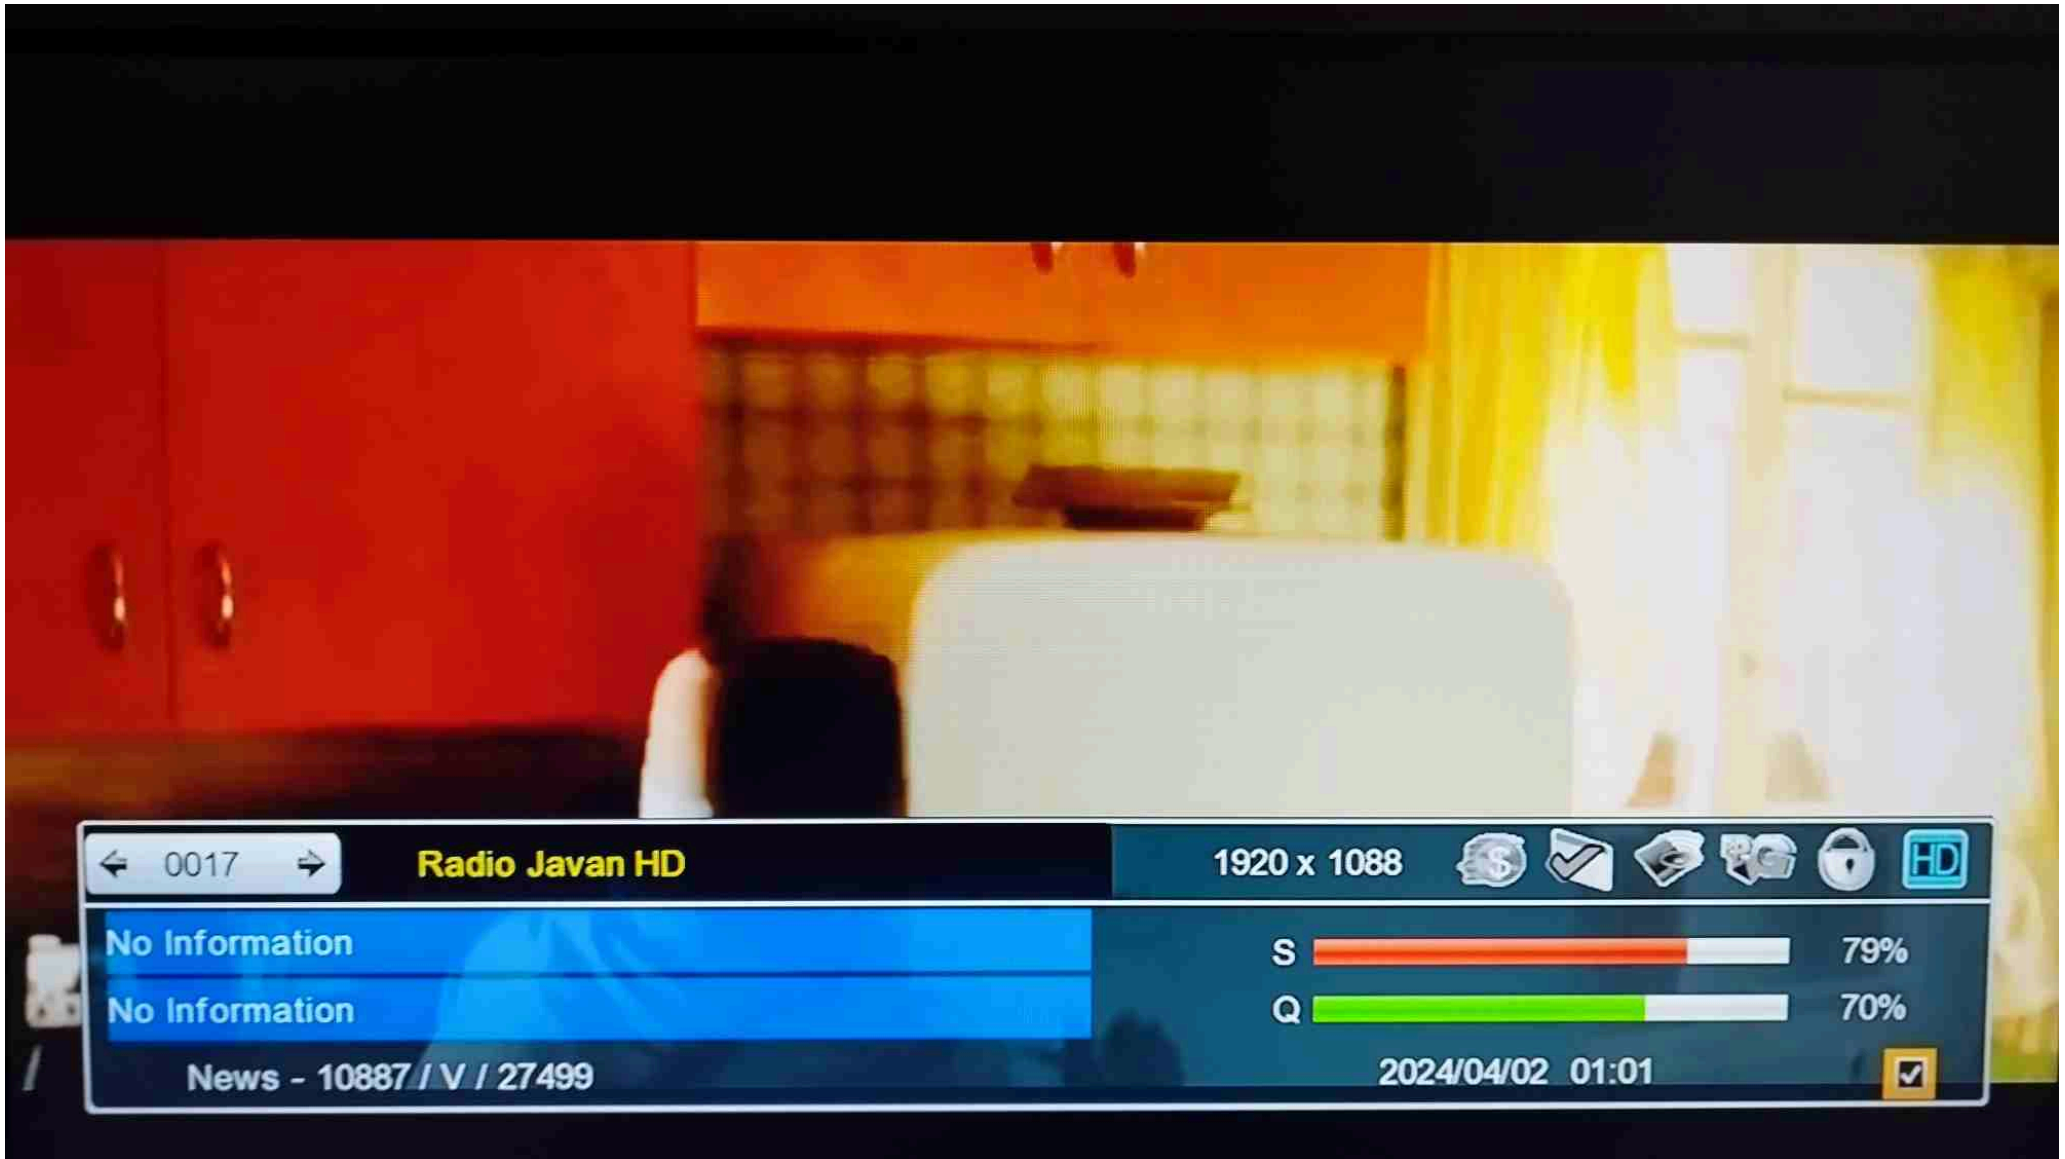 0017
Radio Javan HD
1920 x 1088
$
HD
No Information
S 79%
No Information
Q 70%
News - 10887 / V / 27499
2024/04/02 01:01